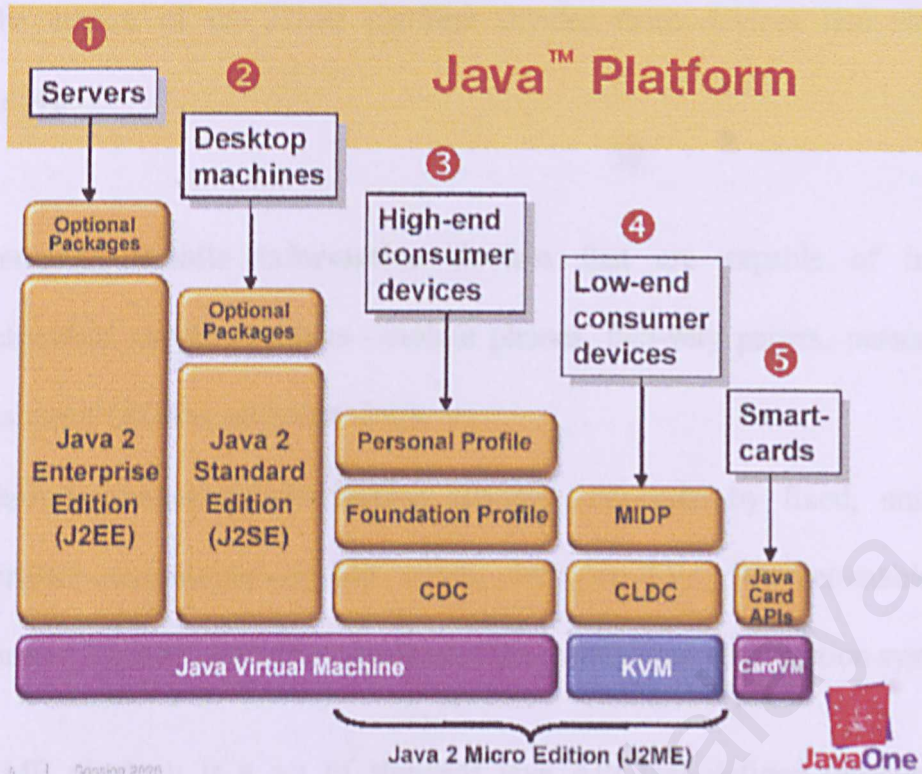 Java™ Platform
1
Servers
2
Desktop
machines
3
High-end
consumer
devices
4
Low-end
consumer
devices
5
Smart-
cards
Optional
Packages
Java 2
Enterprise
Edition
(J2EE)
Optional
Packages
Java 2
Standard
Edition
(J2SE)
Personal Profile
Foundation Profile
CDC
MIDP
CLDC
Java
Card
APIs
Java Virtual Machine
KVM
CardVM
Java 2 Micro Edition (J2ME)
JavaOne